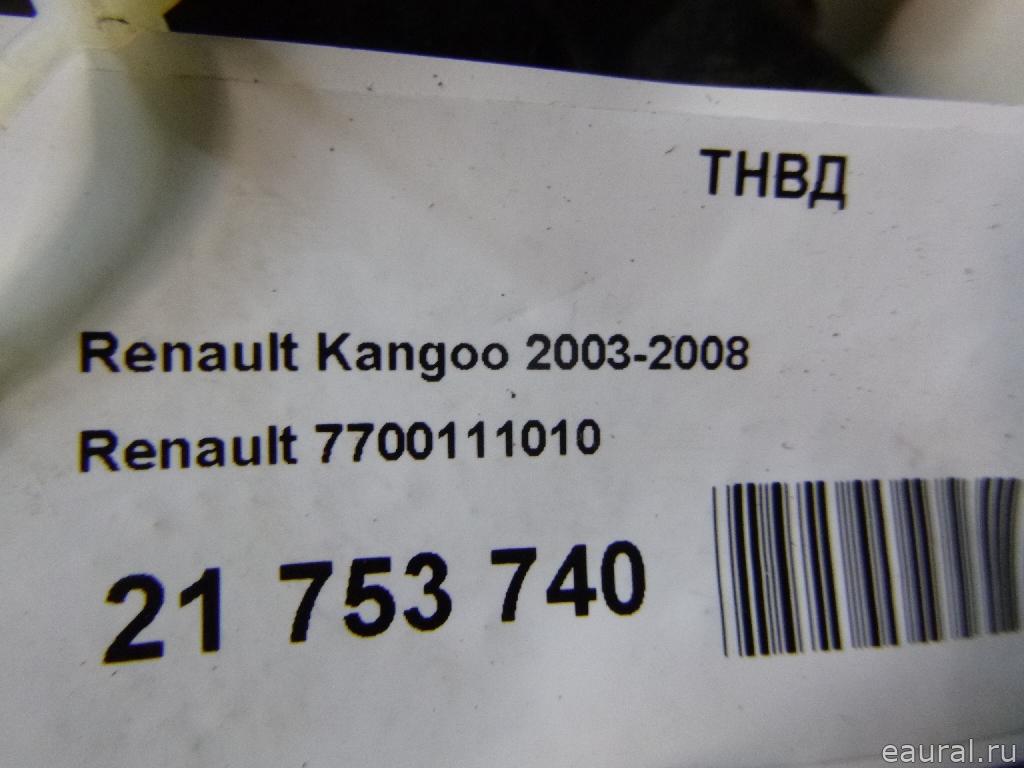 ТНВД
Renault Kangoo 2003-2008
Renault 7700111010
21 753 740
eaural.ru